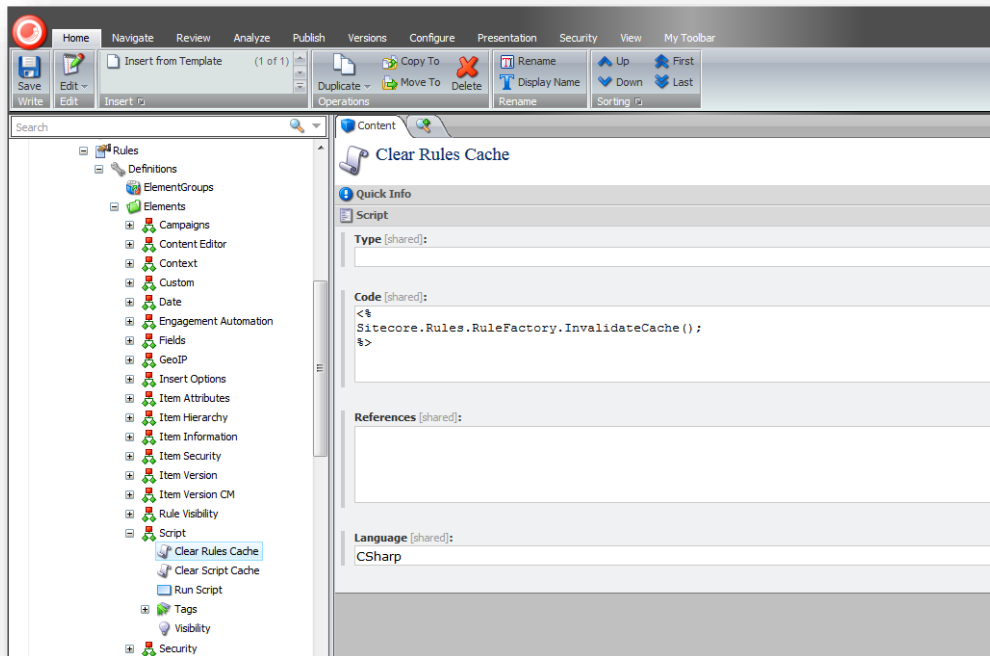 Home Navigate Review Analyze Publish Versions Configure Presentation Security View My Toolbar
Save
Write
Edit
Edit
Insert from Template (1 of 1)
Insert
Duplicate
Copy To
Move To
Delete
Operations
Rename
Display Name
Rename
Up
Down
First
Last
Sorting
Search
Rules
Definitions
ElementGroups
Elements
Campaigns
Content Editor
Context
Custom
Date
Engagement Automation
Fields
GeoIP
Insert Options
Item Attributes
Item Hierarchy
Item Information
Item Security
Item Version
Item Version CM
Rule Visibility
Script
Clear Rules Cache
Clear Script Cache
Run Script
Tags
Visibility
Security
Content
Clear Rules Cache
Quick Info
Script
Type [shared]:
Code [shared]:
<%
Sitecore.Rules.RuleFactory.InvalidateCache();
%>
References [shared]:
Language [shared]:
CSharp